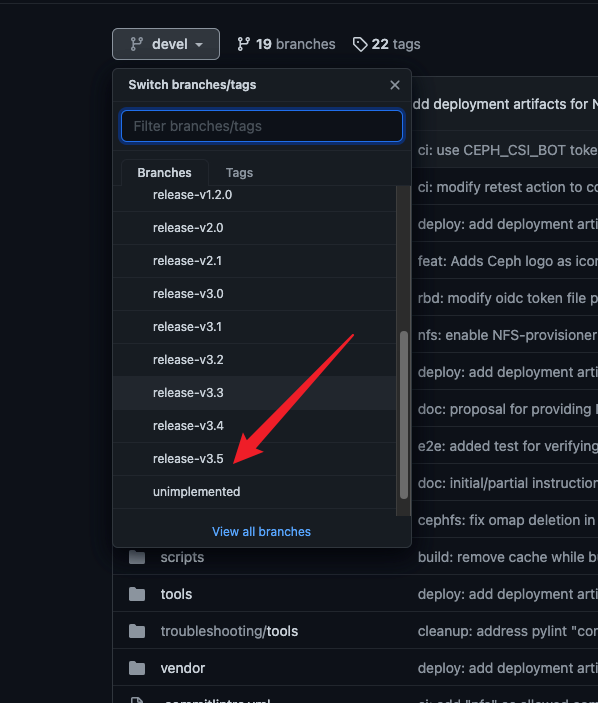 devel
19 branches
22 tags
Switch branches/tags
Filter branches/tags
Branches
Tags
release-v1.2.0
release-v2.0
release-v2.1
release-v3.0
release-v3.1
release-v3.2
release-v3.3
release-v3.4
release-v3.5
unimplemented
View all branches
dd deployment artifacts for N
ci: use CEPH_CSI_BOT toke
ci: modify retest action to co
deploy: add deployment arti
feat: Adds Ceph logo as icon
rbd: modify oidc token file p
nfs: enable NFS-provisioner
deploy: add deployment arti
doc: proposal for providing
e2e: added test for verifying
doc: initial/partial instruction
cephfs: fix omap deletion in
scripts
build: remove cache while bu
tools
deploy: add deployment arti
troubleshooting/tools
cleanup: address pylint "con
vendor
deploy: add deployment arti